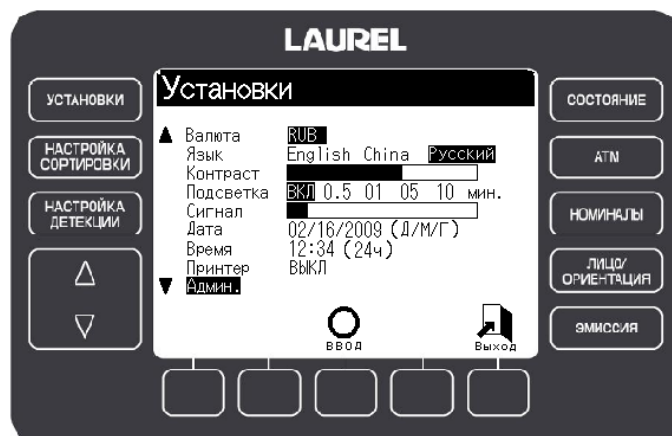 LAUREL
УСТАНОВКИ
НАСТРОЙКА
СОРТИРОВКИ
НАСТРОЙКА
ДЕТЕКЦИИ
Установки
Валюта RUB
Язык English China Русский
Контраст
Подсветка ВКЛ 0.5 01 05 10 мин.
Сигнал
Дата 02/16/2009 (Д/М/Г)
Время 12:34 (24ч)
Принтер ВЫКЛ
Админ.
ВВОД
Выход
СОСТОЯНИЕ
ATM
НОМИНАЛЫ
ЛИЦО/
ОРИЕНТАЦИЯ
ЭМИССИЯ